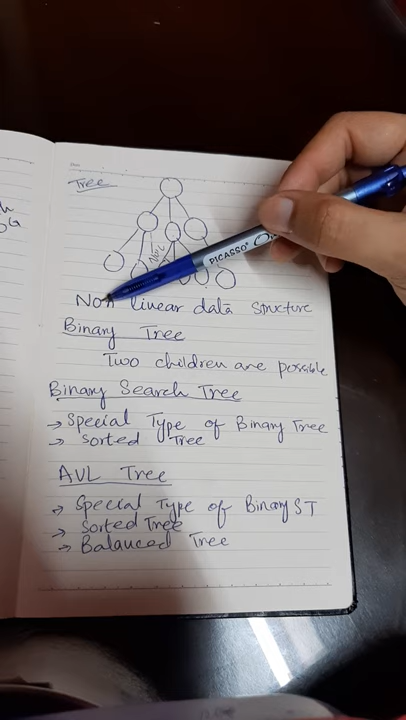 Tree
NVL
PICASSO
Non linear data structure
Binary Tree
Two children are possible
Binary Search Tree
→ Special Type of Binary Tree
→ Sorted Tree
AVL Tree
→ Special Type of Binary ST
→ Sorted Tree
→ Balanced Tree